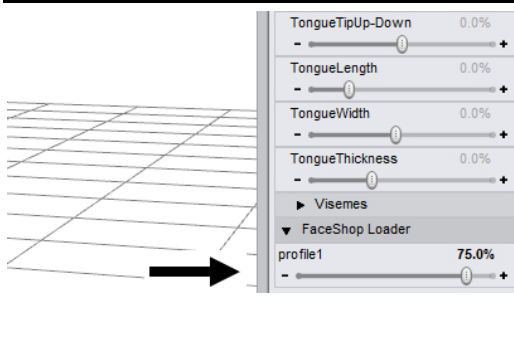 TongueTipUp-Down 0.0%
- +
TongueLength 0.0%
- +
TongueWidth 0.0%
- +
TongueThickness 0.0%
- +
Visemes
FaceShop Loader
profile1 75.0%
- +